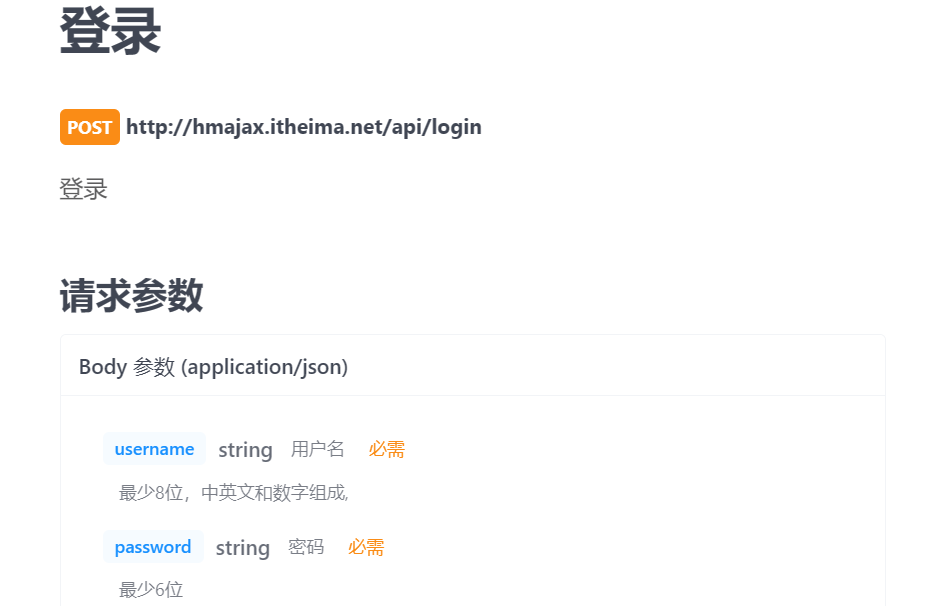 登录
POST http://hmajax.itheima.net/api/login
登录
请求参数
Body 参数 (application/json)
username string 用户名 必需
最少8位，中英文和数字组成,
password string 密码 必需
最少6位